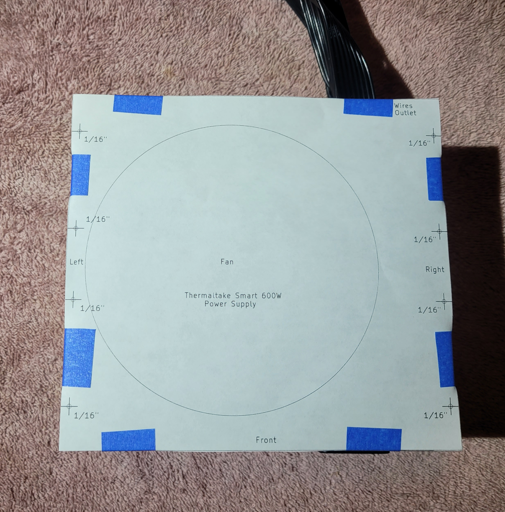 Wires
Outlet
1/16"
1/16"
1/16"
1/16"
Left
Fan
Right
Thermaltake Smart 600W
Power Supply
1/16"
1/16"
1/16"
1/16"
Front